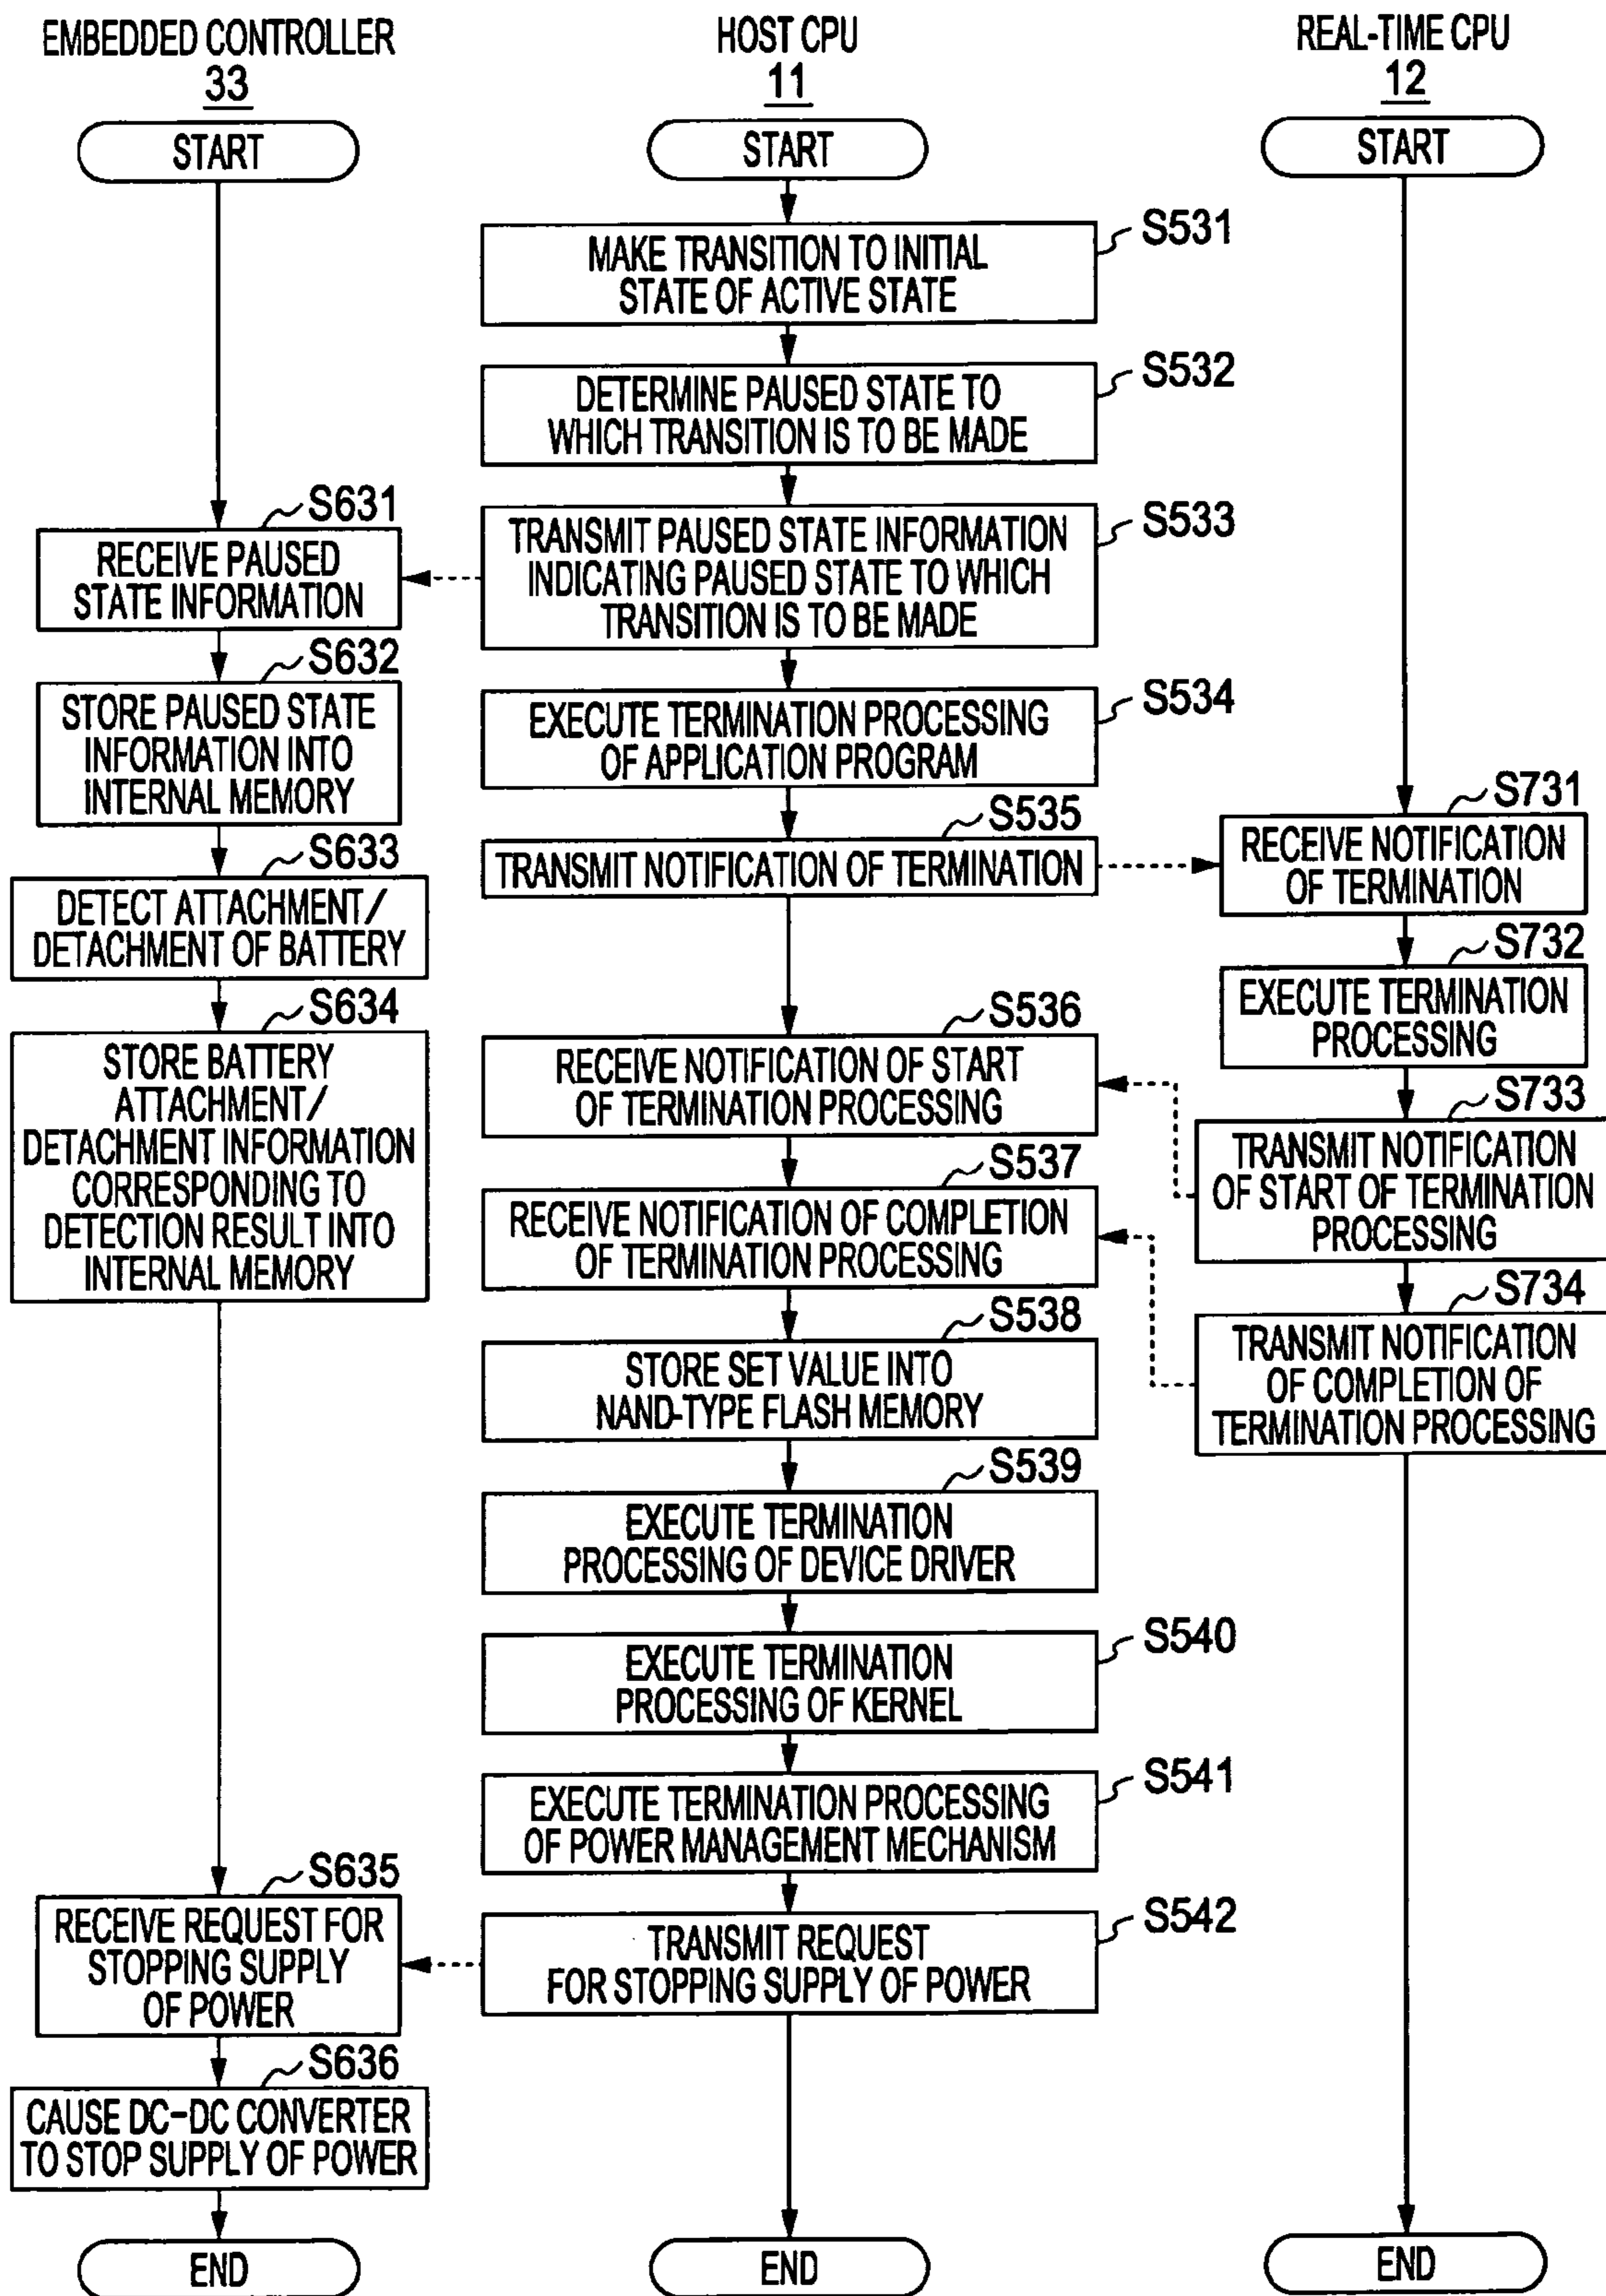 EMBEDDED CONTROLLER
33
START
S631
RECEIVE PAUSED
STATE INFORMATION
S632
STORE PAUSED STATE
INFORMATION INTO
INTERNAL MEMORY
S633
DETECT ATTACHMENT/
DETACHMENT OF BATTERY
S634
STORE BATTERY
ATTACHMENT/
DETACHMENT INFORMATION
CORRESPONDING TO
DETECTION RESULT INTO
INTERNAL MEMORY
S635
RECEIVE REQUEST FOR
STOPPING SUPPLY
OF POWER
S636
CAUSE DC-DC CONVERTER
TO STOP SUPPLY OF POWER
END
HOST CPU
11
START
S531
MAKE TRANSITION TO INITIAL
STATE OF ACTIVE STATE
S532
DETERMINE PAUSED STATE TO
WHICH TRANSITION IS TO BE MADE
S533
TRANSMIT PAUSED STATE INFORMATION
INDICATING PAUSED STATE TO WHICH
TRANSITION IS TO BE MADE
S534
EXECUTE TERMINATION PROCESSING
OF APPLICATION PROGRAM
S535
TRANSMIT NOTIFICATION OF TERMINATION
S536
RECEIVE NOTIFICATION OF START
OF TERMINATION PROCESSING
S537
RECEIVE NOTIFICATION OF COMPLETION
OF TERMINATION PROCESSING
S538
STORE SET VALUE INTO
NAND-TYPE FLASH MEMORY
S539
EXECUTE TERMINATION
PROCESSING OF DEVICE DRIVER
S540
EXECUTE TERMINATION
PROCESSING OF KERNEL
S541
EXECUTE TERMINATION PROCESSING
OF POWER MANAGEMENT MECHANISM
S542
TRANSMIT REQUEST
FOR STOPPING SUPPLY OF POWER
END
REAL-TIME CPU
12
START
S731
RECEIVE NOTIFICATION
OF TERMINATION
S732
EXECUTE TERMINATION
PROCESSING
S733
TRANSMIT NOTIFICATION
OF START OF TERMINATION
PROCESSING
S734
TRANSMIT NOTIFICATION
OF COMPLETION OF
TERMINATION PROCESSING
END